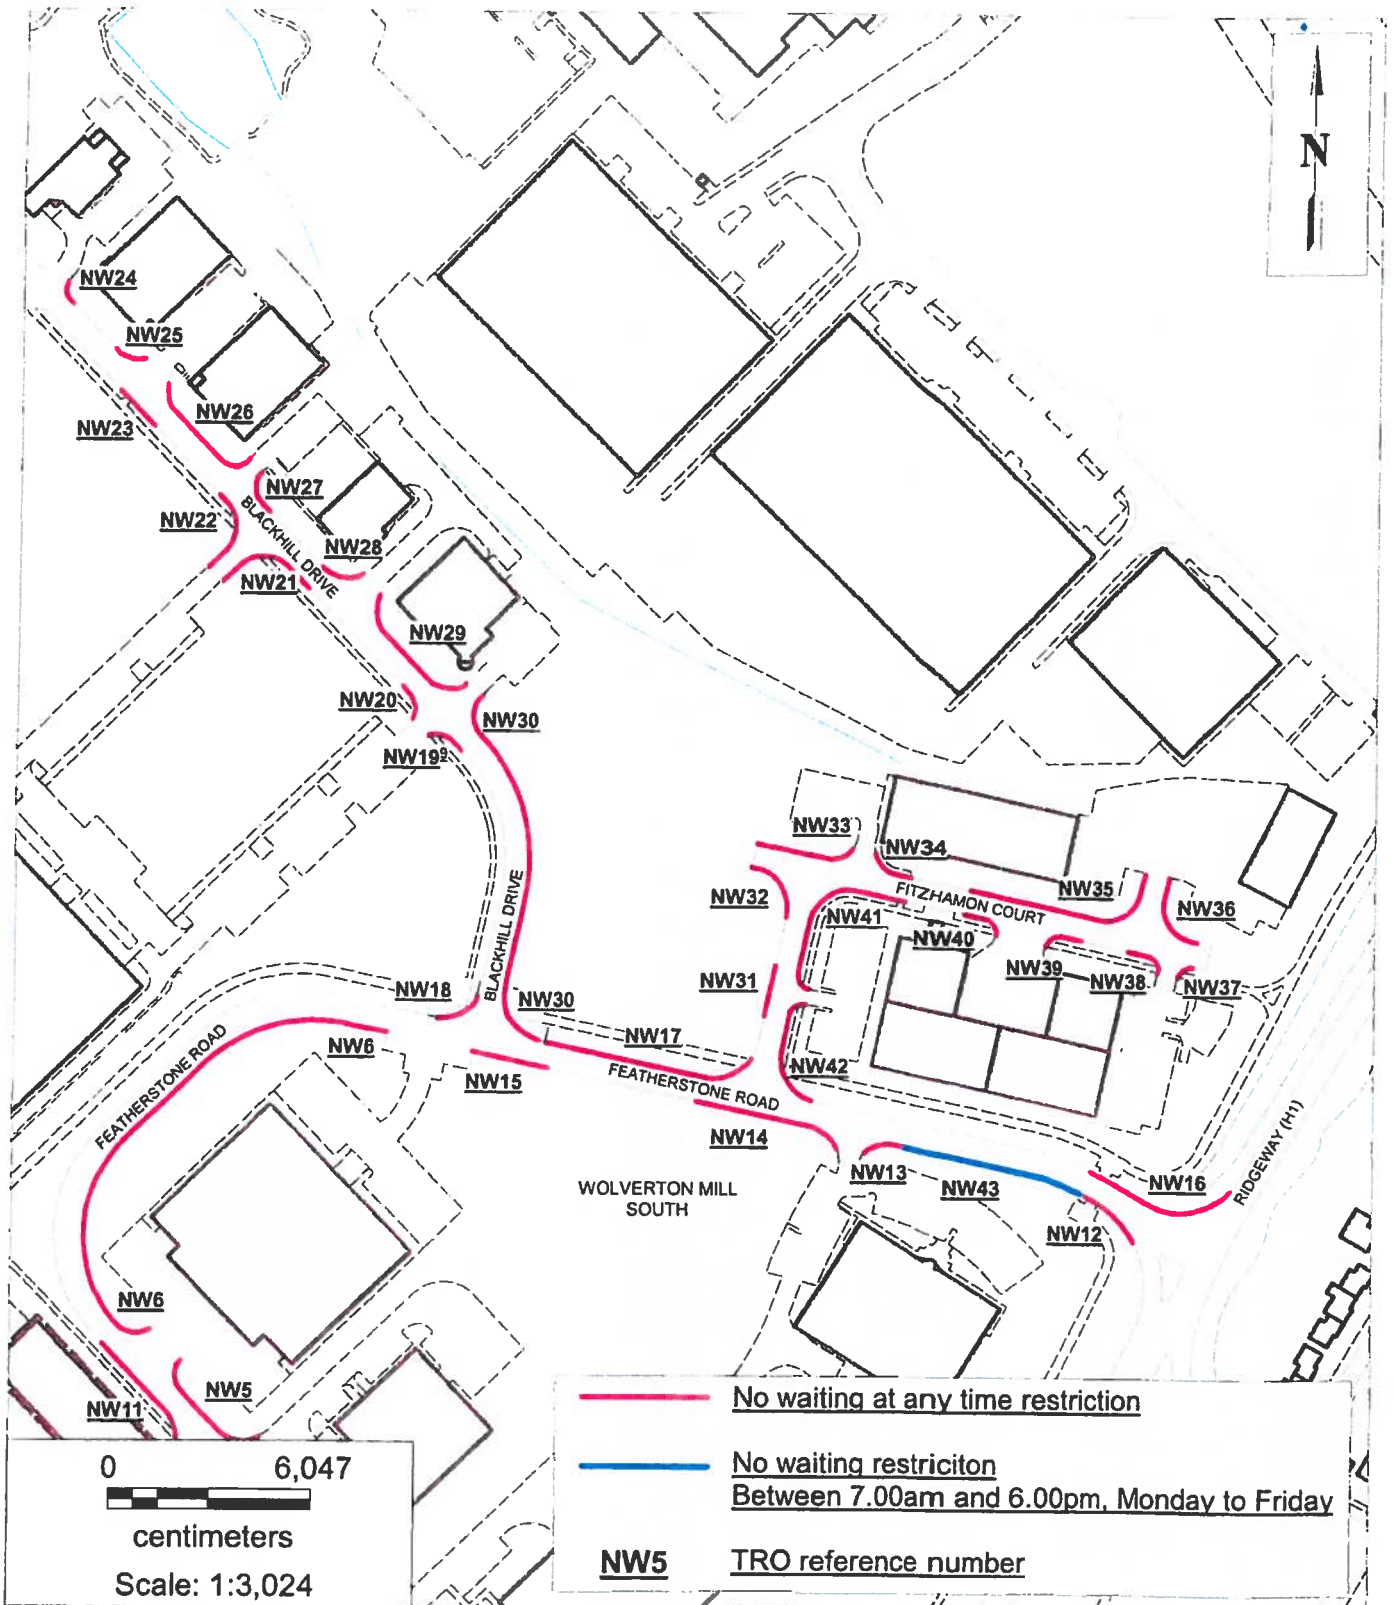 N
NW24
NW25
NW26
NW23
NW27
NW22
BLACKHILL DRIVE
NW28
NW21
NW29
NW20
NW30
NW19 9
NW33
NW34
NW35
FITZHAMON COURT
NW32
NW41
NW36
NW40
BLACKHILL DRIVE
NW39
NW38
NW37
NW31
NW18
NW30
NW6
NW17
NW15
FEATHERSTONE ROAD
NW42
FEATHERSTONE ROAD
NW14
NW13
NW43
NW16
RIDGEWAY (H1)
WOLVERTON MILL
SOUTH
NW12
NW6
NW5
NW11
No waiting at any time restriction
No waiting restriciton
Between 7.00am and 6.00pm, Monday to Friday
NW5 TRO reference number
0 6,047
centimeters
Scale: 1:3,024